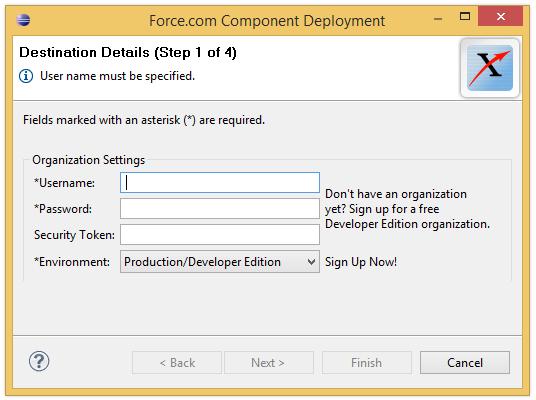 Force.com Component Deployment
Destination Details (Step 1 of 4)
User name must be specified.
X
Fields marked with an asterisk (*) are required.
Organization Settings
*Username:
*Password:
Security Token:
*Environment: Production/Developer Edition
Don't have an organization
yet? Sign up for a free
Developer Edition organization.
Sign Up Now!
? < Back Next > Finish Cancel